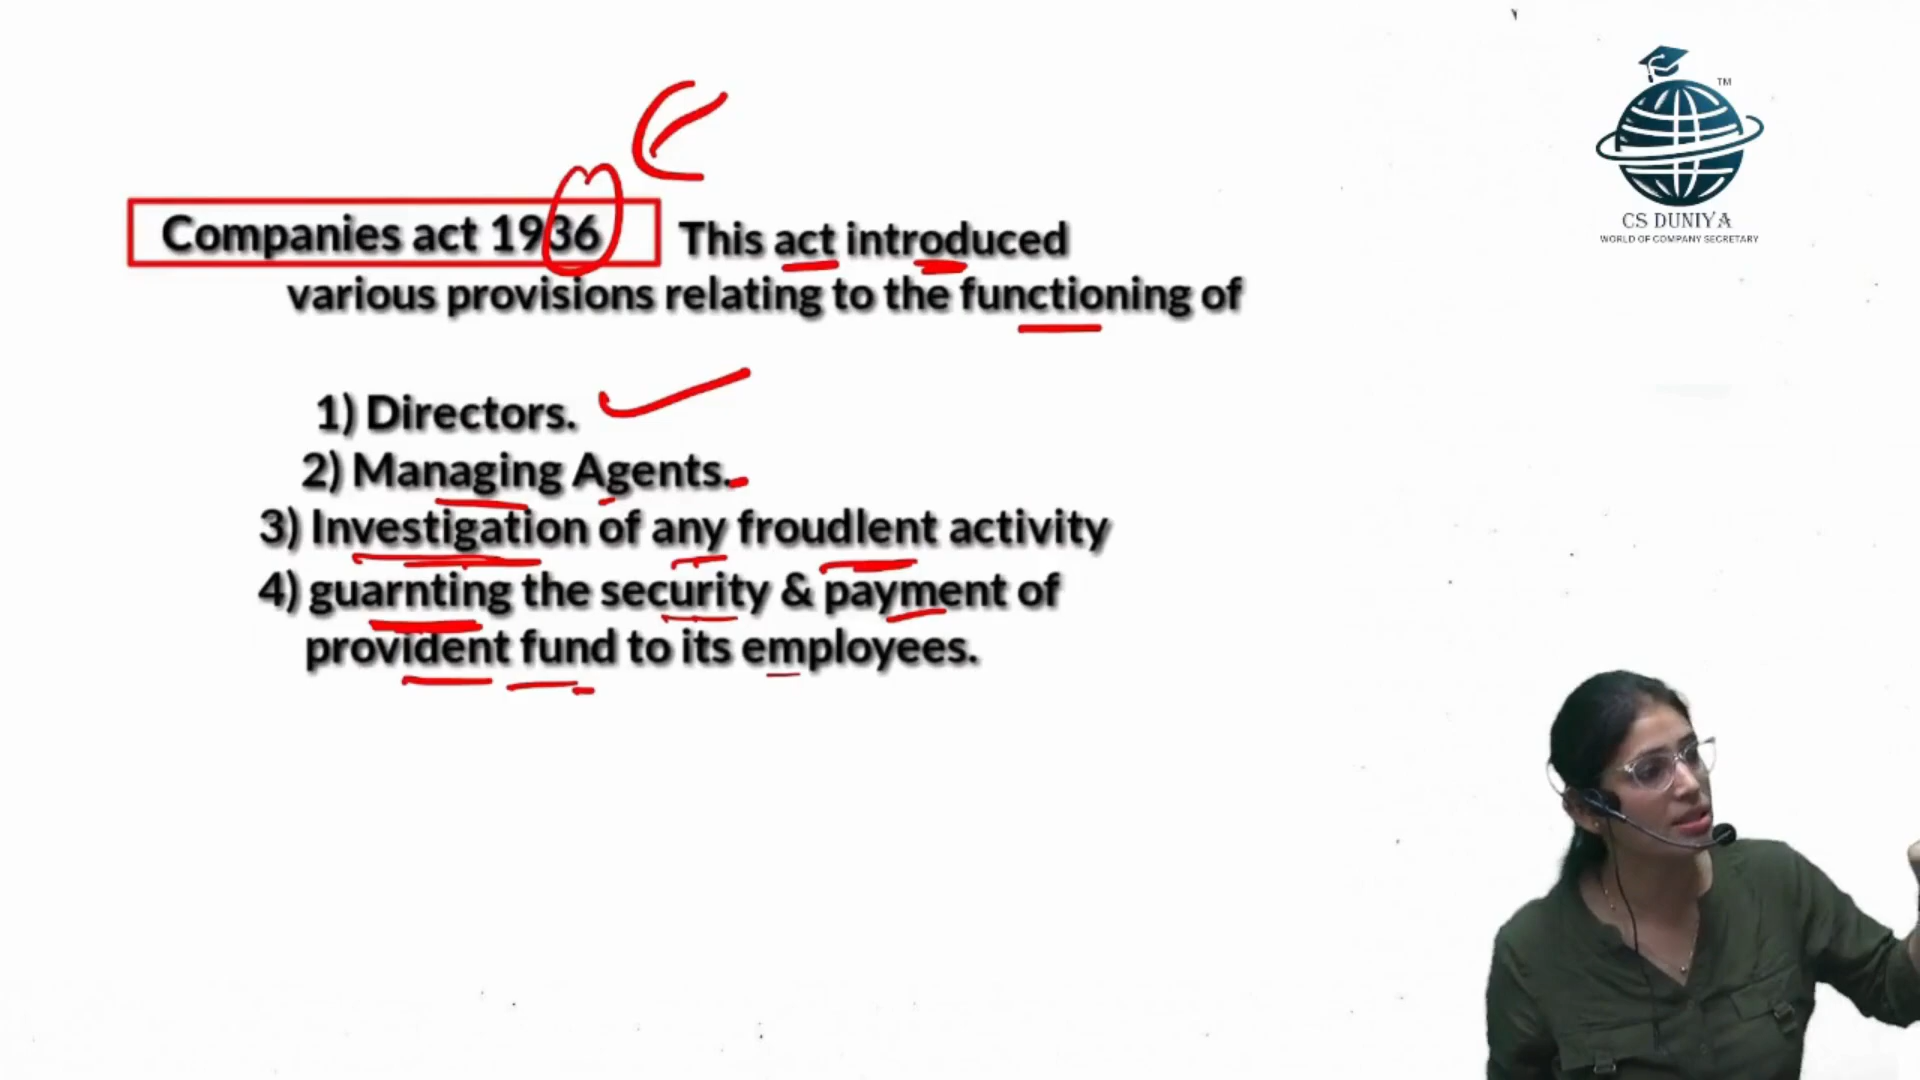 TM
CS DUNIYA
WORLD OF COMPANY SECRETARY
Companies act 1936 This act introduced
various provisions relating to the functioning of
1) Directors.
2) Managing Agents.
3) Investigation of any froudlent activity
4) guarnting the security & payment of
provident fund to its employees.